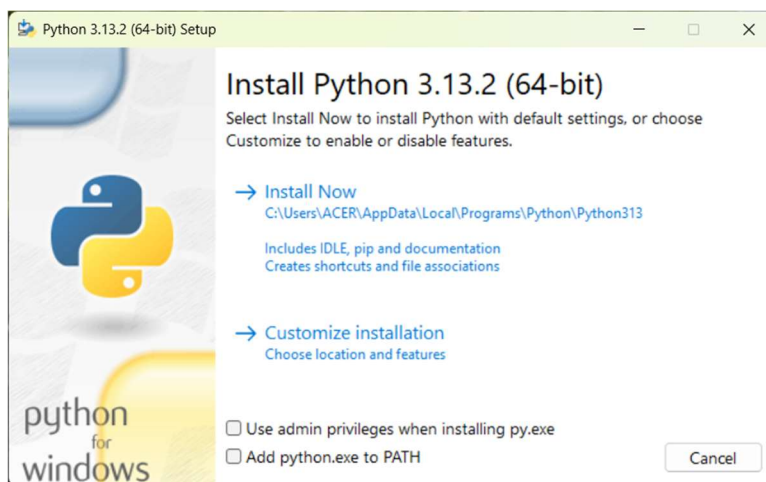 Python 3.13.2 (64-bit) Setup
Install Python 3.13.2 (64-bit)
Select Install Now to install Python with default settings, or choose
Customize to enable or disable features.
Install Now
C:\Users\ACER\AppData\Local\Programs\Python\Python313
Includes IDLE, pip and documentation
Creates shortcuts and file associations
Customize installation
Choose location and features
python
for
windows
Use admin privileges when installing py.exe
Add python.exe to PATH
Cancel